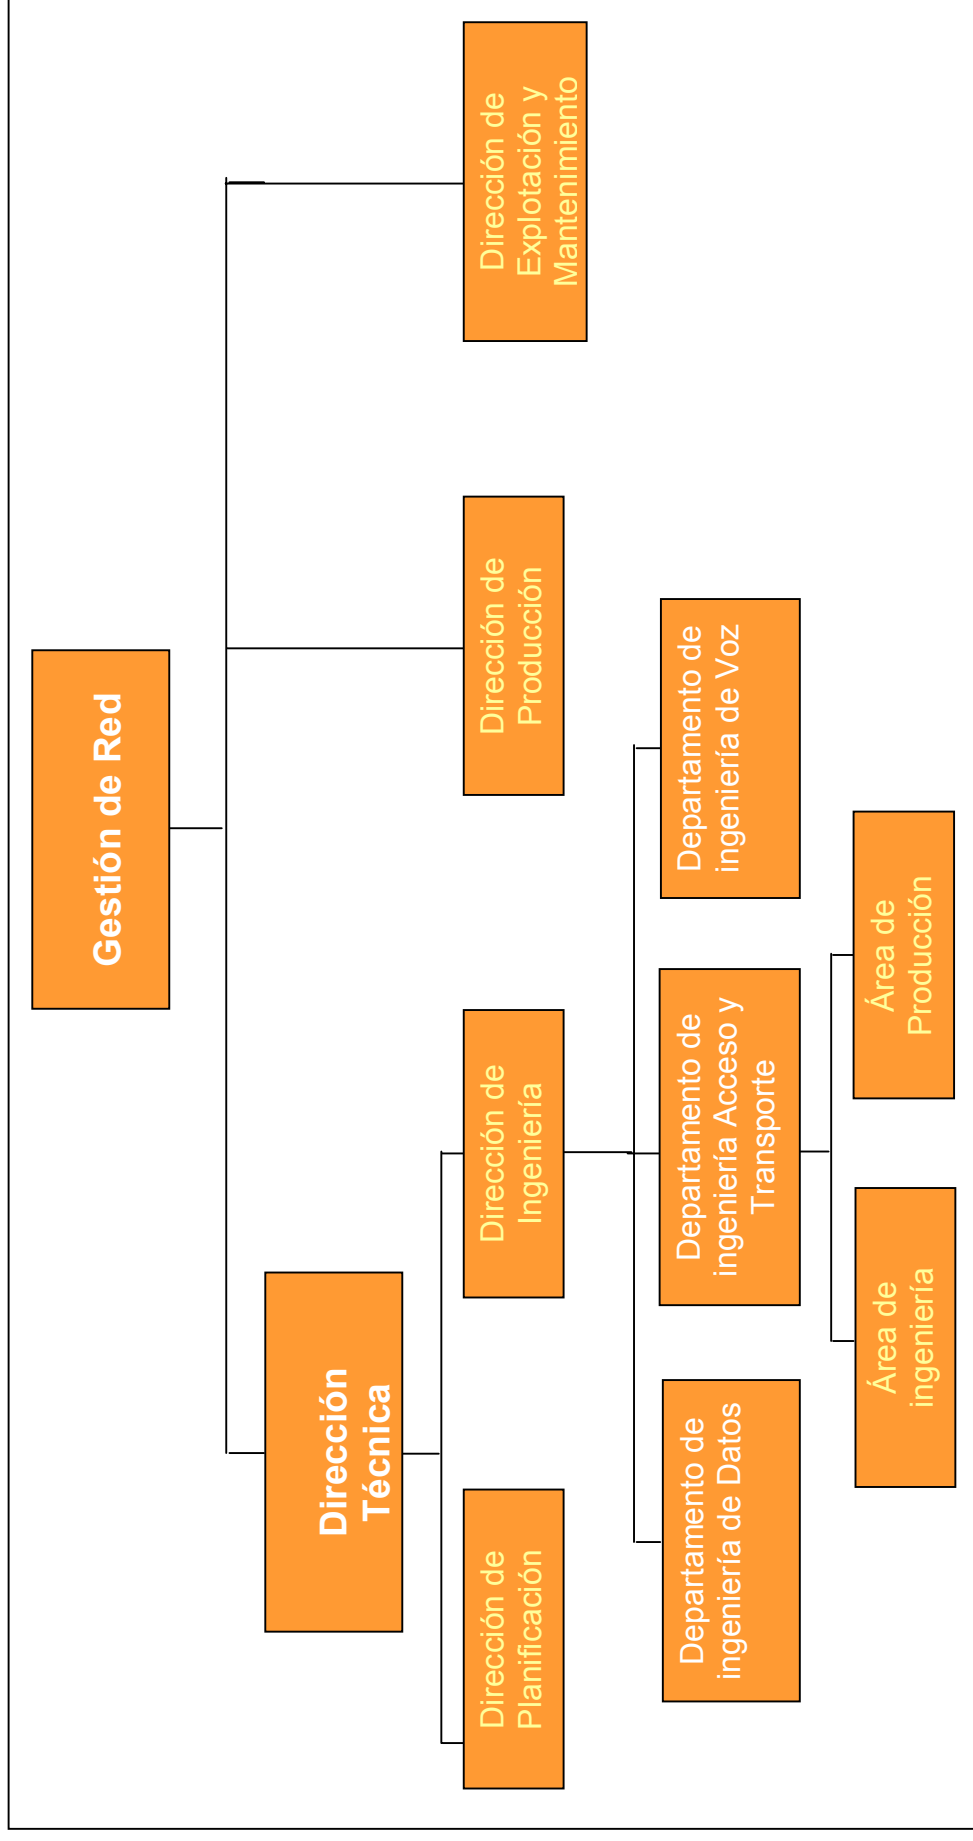 Gestión de Red
Dirección
Técnica
Dirección de
Planificación
Dirección de
Ingeniería
Dirección de
Producción
Dirección de
Explotación y
Mantenimiento
Departamento de
ingeniería de Datos
Departamento de
ingeniería Acceso y
Transporte
Departamento de
ingeniería de Voz
Área de
ingeniería
Área de
Producción